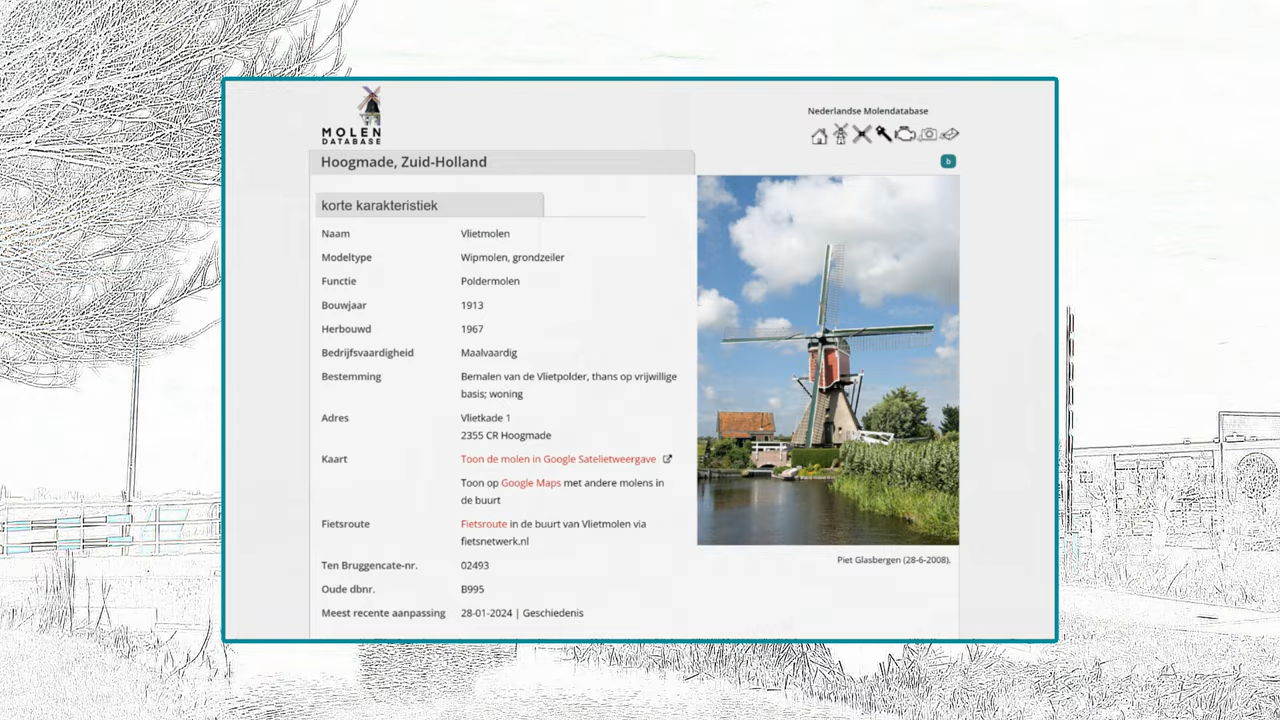 MOLEN
DATABASE
Nederlandse Molendatabase
Hoogmade, Zuid-Holland
b
korte karakteristiek
Naam Vlietmolen
Modeltype Wipmolen, grondzeiler
Functie Poldermolen
Bouwjaar 1913
Herbouwd 1967
Bedrijfsvaardigheid Maalvaardig
Bestemming Bemalen van de Vlietpolder, thans op vrijwillige
basis; woning
Adres Vlietkade 1
2355 CR Hoogmade
Kaart Toon de molen in Google Satelietweergave
Toon op Google Maps met andere molens in
de buurt
Fietsroute Fietsroute in de buurt van Vlietmolen via
fietsnetwerk.nl
Ten Bruggencate-nr. 02493
Oude dbnr. B995
Meest recente aanpassing 28-01-2024 | Geschiedenis
Piet Glasbergen (28-6-2008).